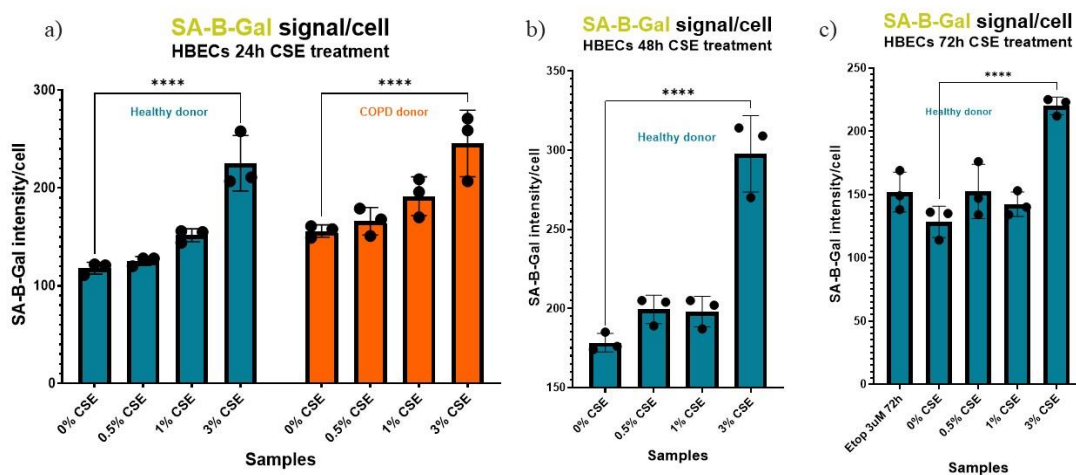 a)
SA-B-Gal signal/cell
HBECs 24h CSE treatment
****
****
Healthy donor
COPD donor
SA-B-Gal intensity/cell
300
200
100
0
0% CSE
0.5% CSE
1% CSE
3% CSE
0% CSE
0.5% CSE
1% CSE
3% CSE
Samples
b)
SA-B-Gal signal/cell
HBECs 48h CSE treatment
****
Healthy donor
SA-B-Gal intensity/cell
350
300
250
200
150
0% CSE
0.5% CSE
1% CSE
3% CSE
Samples
c)
SA-B-Gal signal/cell
HBECs 72h CSE treatment
****
Healthy donor
SA-B-Gal intensity/cell
250
200
150
100
50
0
Etop 3uM 72h
0% CSE
0.5% CSE
1% CSE
3% CSE
Samples